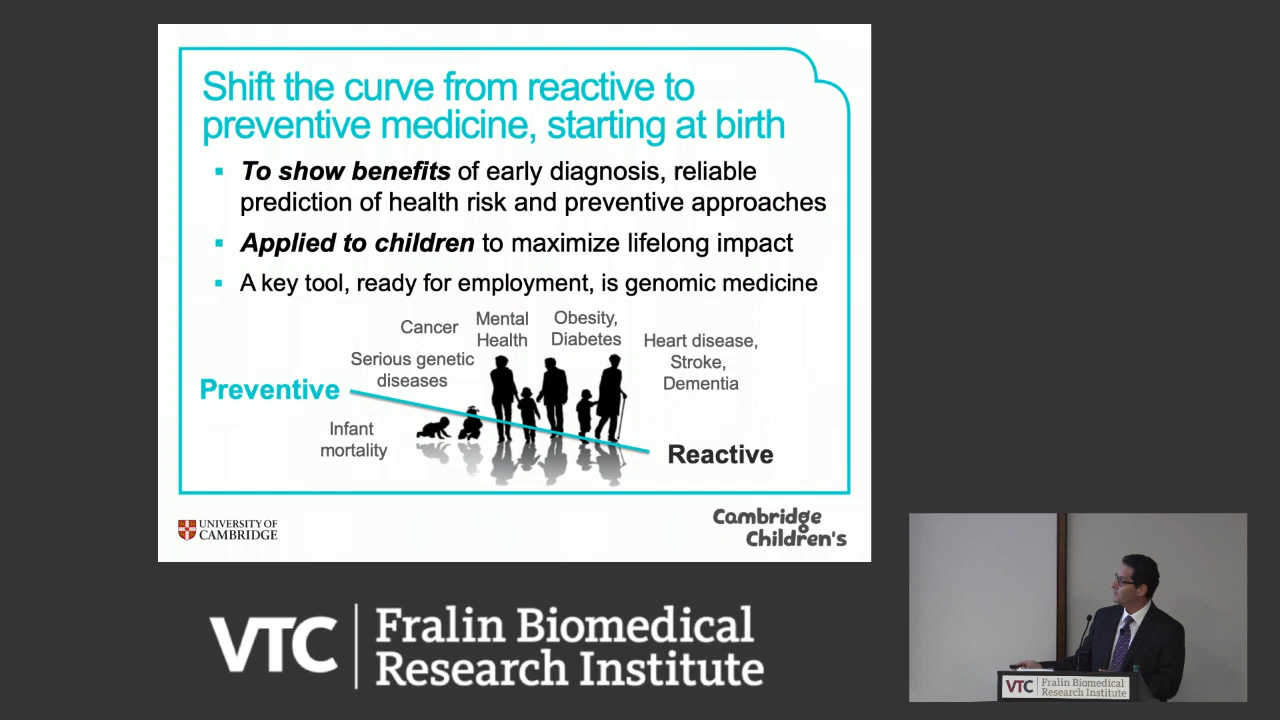 Shift the curve from reactive to
preventive medicine, starting at birth
▪ To show benefits of early diagnosis, reliable
prediction of health risk and preventive approaches
▪ Applied to children to maximize lifelong impact
▪ A key tool, ready for employment, is genomic medicine
Cancer
Mental
Health
Obesity,
Diabetes
Heart disease,
Stroke,
Dementia
Serious genetic
diseases
Preventive
Infant
mortality
Reactive
UNIVERSITY OF
CAMBRIDGE
Cambridge
Children's
VTC
Fralin Biomedical
Research Institute
VTC
Fralin Biomedical
Research Institute